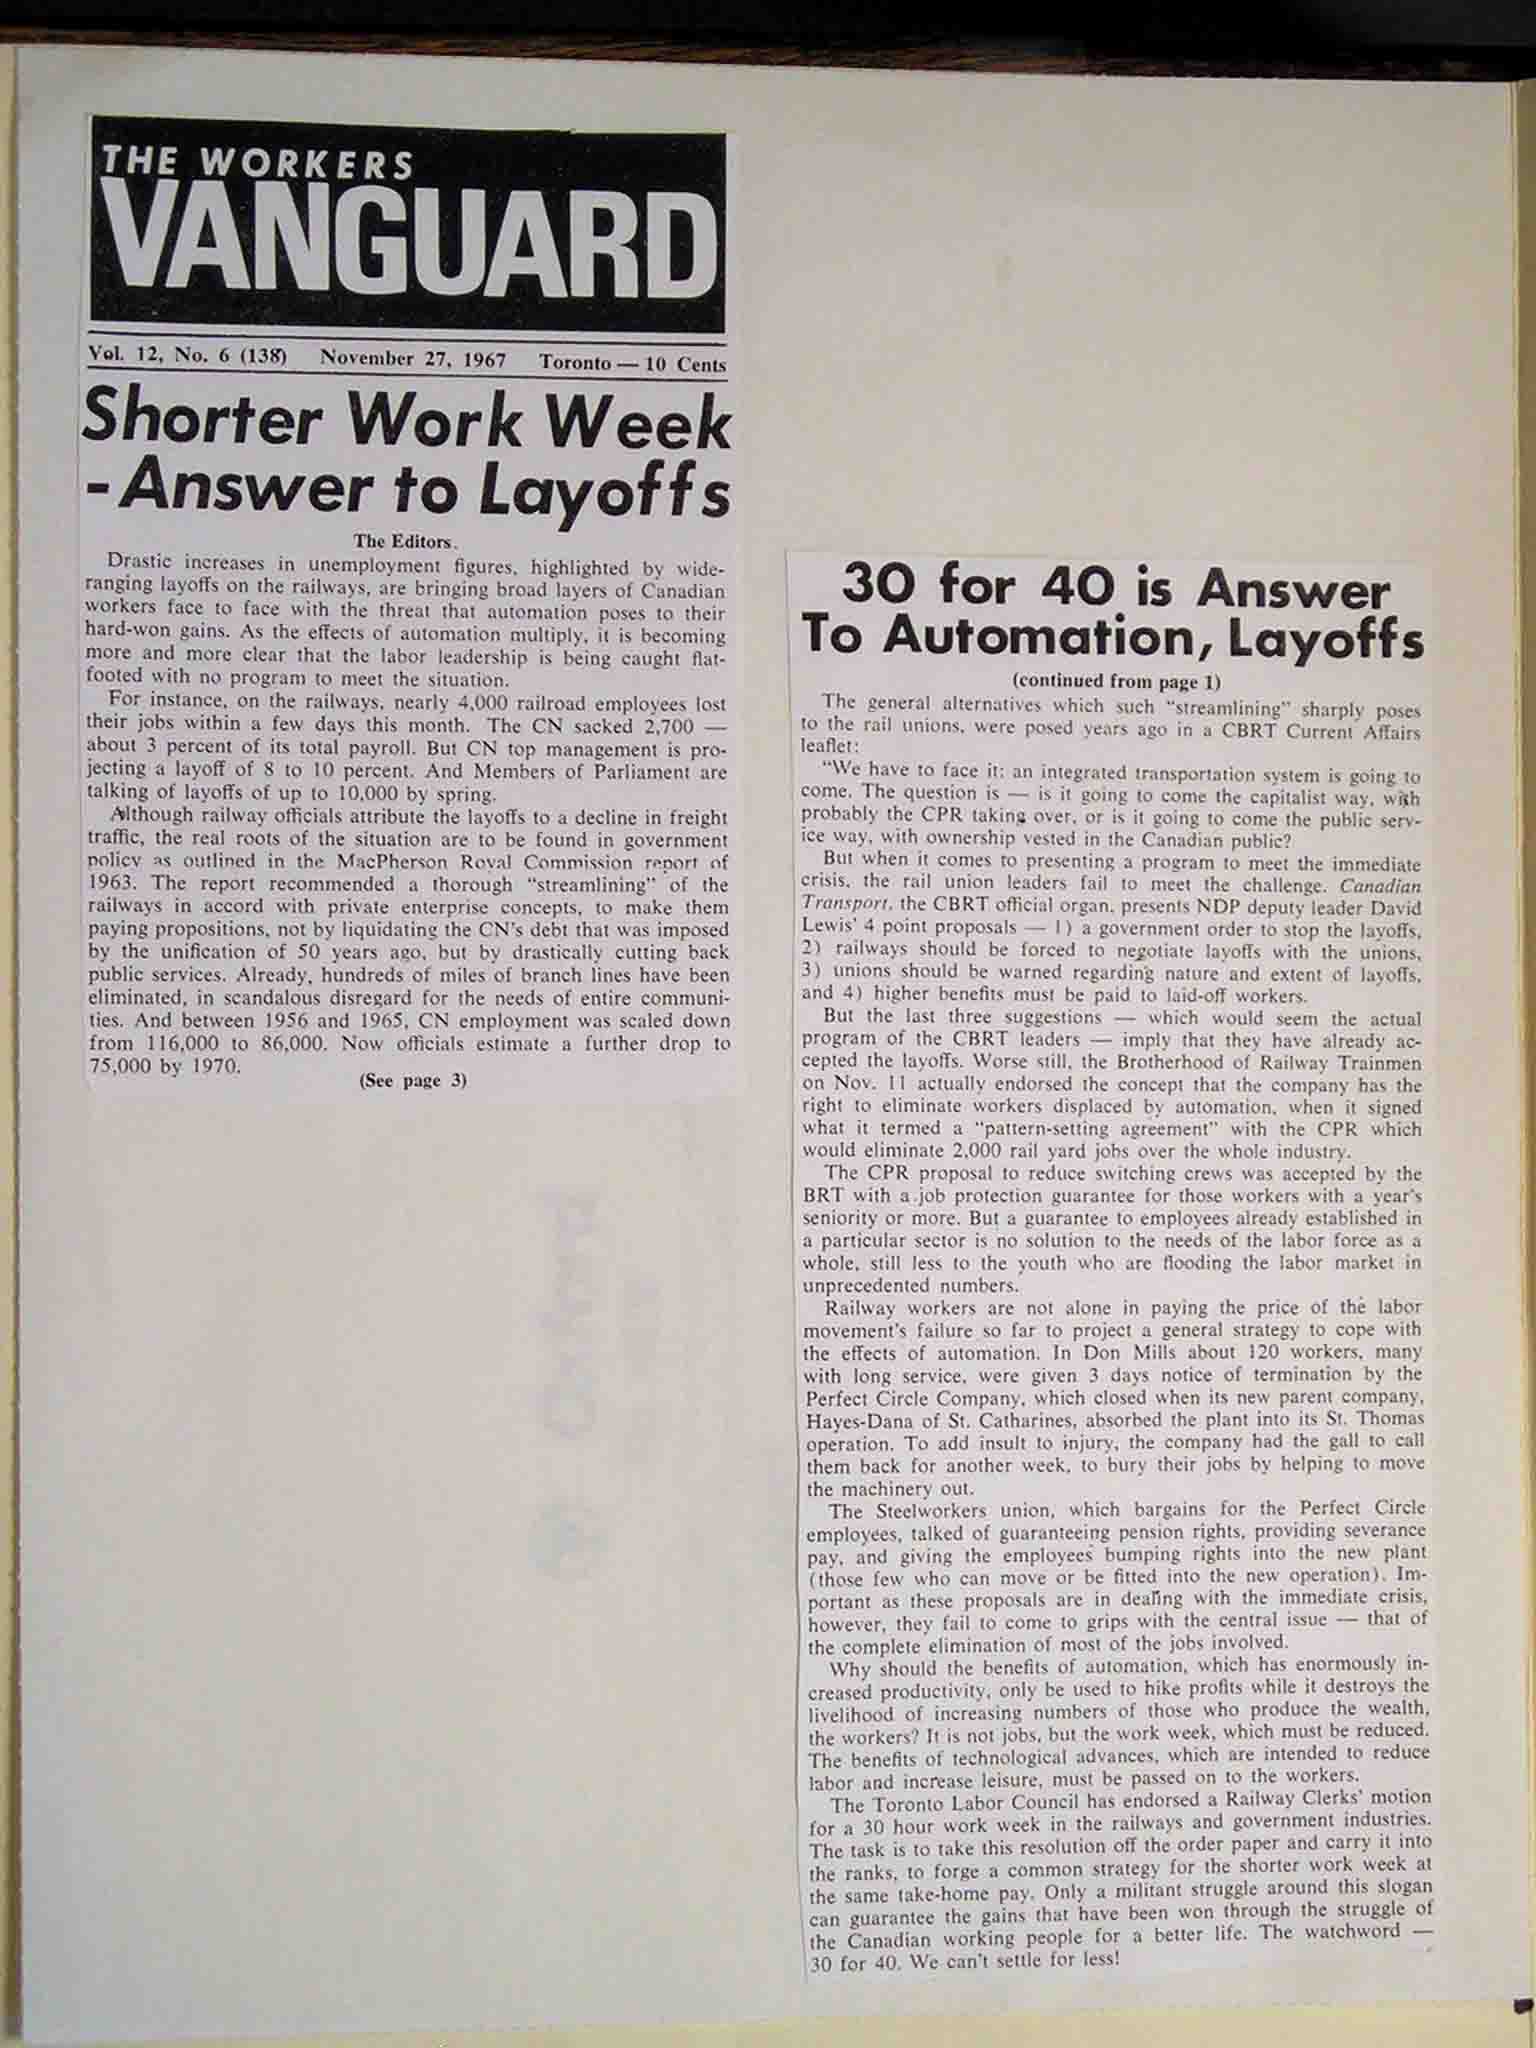 THE WORKERS
VANGUARD
Vol. 12, No. 6 (138) November 27, 1967 Toronto — 10 Cents
Shorter Work Week
- Answer to Layoffs
The Editors.
Drastic increases in unemployment figures, highlighted by wide-
ranging layoffs on the railways, are bringing broad layers of Canadian
workers face to face with the threat that automation poses to their
hard-won gains. As the effects of automation multiply, it is becoming
more and more clear that the labor leadership is being caught flat-
footed with no program to meet the situation.
For instance, on the railways, nearly 4,000 railroad employees lost
their jobs within a few days this month. The CN sacked 2,700 —
about 3 percent of its total payroll. But CN top management is pro-
jecting a layoff of 8 to 10 percent. And Members of Parliament are
talking of layoffs of up to 10,000 by spring.
Although railway officials attribute the layoffs to a decline in freight
traffic, the real roots of the situation are to be found in government
policy as outlined in the MacPherson Royal Commission report of
1963. The report recommended a thorough “streamlining” of the
railways in accord with private enterprise concepts, to make them
paying propositions, not by liquidating the CN's debt that was imposed
by the unification of 50 years ago, but by drastically cutting back
public services. Already, hundreds of miles of branch lines have been
eliminated, in scandalous disregard for the needs of entire communi-
ties. And between 1956 and 1965, CN employment was scaled down
from 116,000 to 86,000. Now officials estimate a further drop to
75,000 by 1970.
(See page 3)
30 for 40 is Answer
To Automation, Layoffs
(continued from page 1)
The general alternatives which such “streamlining” sharply poses
to the rail unions, were posed years ago in a CBRT Current Affairs
leaflet:
“We have to face it: an integrated transportation system is going to
come. The question is — is it going to come the capitalist way, with
probably the CPR taking over, or is it going to come the public serv-
ice way, with ownership vested in the Canadian public?
But when it comes to presenting a program to meet the immediate
crisis, the rail union leaders fail to meet the challenge. Canadian
Transport, the CBRT official organ, presents NDP deputy leader David
Lewis' 4 point proposals — 1) a government order to stop the layoffs,
2) railways should be forced to negotiate layoffs with the unions,
3) unions should be warned regarding nature and extent of layoffs,
and 4) higher benefits must be paid to laid-off workers.
But the last three suggestions — which would seem the actual
program of the CBRT leaders — imply that they have already ac-
cepted the layoffs. Worse still, the Brotherhood of Railway Trainmen
on Nov. 11 actually endorsed the concept that the company has the
right to eliminate workers displaced by automation, when it signed
what it termed a “pattern-setting agreement” with the CPR which
would eliminate 2,000 rail yard jobs over the whole industry.
The CPR proposal to reduce switching crews was accepted by the
BRT with a job protection guarantee for those workers with a year's
seniority or more. But a guarantee to employees already established in
a particular sector is no solution to the needs of the labor force as a
whole, still less to the youth who are flooding the labor market in
unprecedented numbers.
Railway workers are not alone in paying the price of the labor
movement's failure so far to project a general strategy to cope with
the effects of automation. In Don Mills about 120 workers, many
with long service, were given 3 days notice of termination by the
Perfect Circle Company, which closed when its new parent company,
Hayes-Dana of St. Catharines, absorbed the plant into its St. Thomas
operation. To add insult to injury, the company had the gall to call
them back for another week, to bury their jobs by helping to move
the machinery out.
The Steelworkers union, which bargains for the Perfect Circle
employees, talked of guaranteeing pension rights, providing severance
pay, and giving the employees bumping rights into the new plant
(those few who can move or be fitted into the new operation). Im-
portant as these proposals are in dealing with the immediate crisis,
however, they fail to come to grips with the central issue — that of
the complete elimination of most of the jobs involved.
Why should the benefits of automation, which has enormously in-
creased productivity, only be used to hike profits while it destroys the
livelihood of increasing numbers of those who produce the wealth,
the workers? It is not jobs, but the work week, which must be reduced.
The benefits of technological advances, which are intended to reduce
labor and increase leisure, must be passed on to the workers.
The Toronto Labor Council has endorsed a Railway Clerks' motion
for a 30 hour work week in the railways and government industries.
The task is to take this resolution off the order paper and carry it into
the ranks, to forge a common strategy for the shorter work week at
the same take-home pay. Only a militant struggle around this slogan
can guarantee the gains that have been won through the struggle of
the Canadian working people for a better life. The watchword —
30 for 40. We can't settle for less!